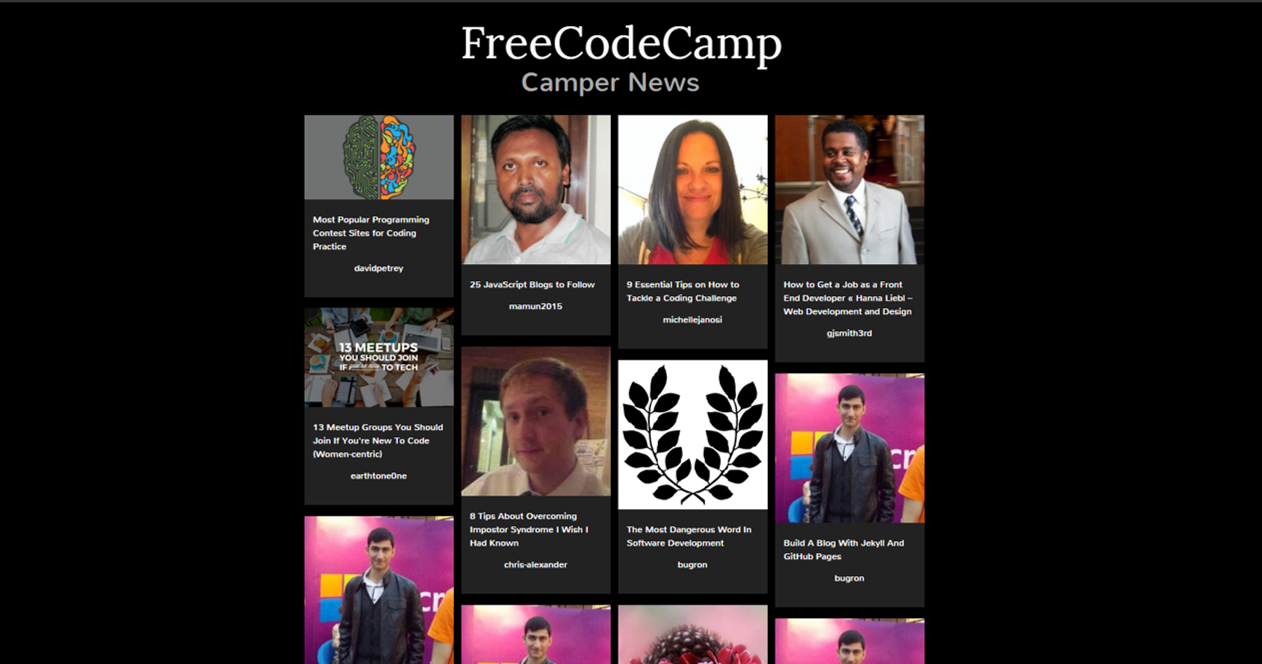 FreeCodeCamp
Camper News
Most Popular Programming
Contest Sites for Coding
Practice
davidpetrey
13 MEETUPS
YOU SHOULD JOIN
IF
TO TECH
13 Meetup Groups You Should
Join If You're New To Code
(Women-centric)
earthtone0ne
25 JavaScript Blogs to Follow
mamun2015
8 Tips About Overcoming
Impostor Syndrome I Wish I
Had Known
chris-alexander
9 Essential Tips on How to
Tackle a Coding Challenge
michellejanosi
The Most Dangerous Word In
Software Development
bugron
How to Get a Job as a Front
End Developer « Hanna Liebl –
Web Development and Design
gjsmith3rd
Build A Blog With Jekyll And
GitHub Pages
bugron